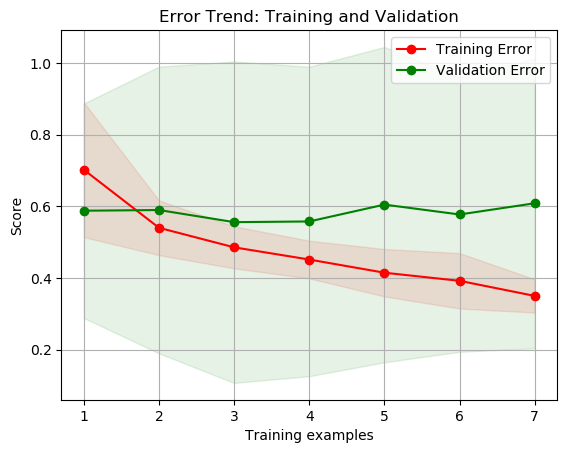 Error Trend: Training and Validation
Training Error
Validation Error
Score
1.0
0.8
0.6
0.4
0.2
1 2 3 4 5 6 7
Training examples